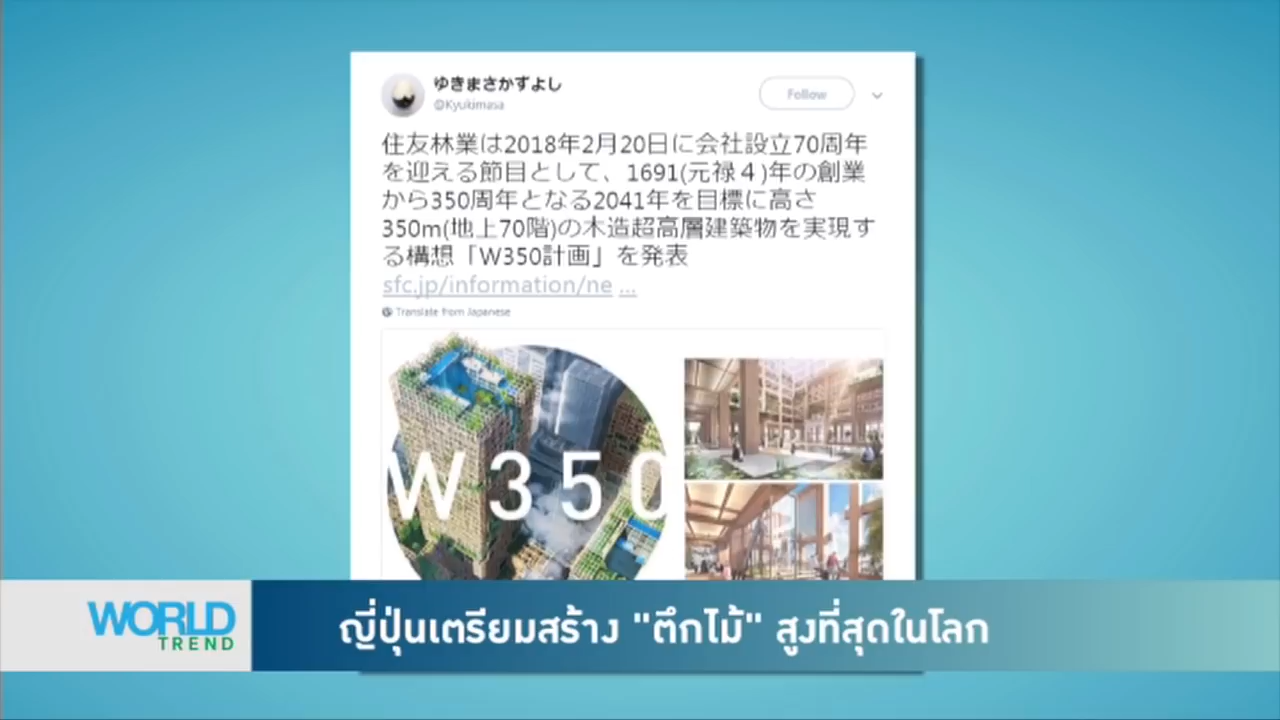 ゆきまさかずよし
@Kyukimasa
Follow
住友林業は2018年2月20日に会社設立70周年
を迎える節目として、1691(元禄４)年の創業
から350周年となる2041年を目標に高さ
350m(地上70階)の木造超高層建築物を実現す
る構想「W350計画」を発表
sfc.jp/information/ne ...
Translate from Japanese
W350
WORLD
TREND
ญี่ปุ่นเตรียมสร้าง "ตึกไม้" สูงที่สุดในโลก